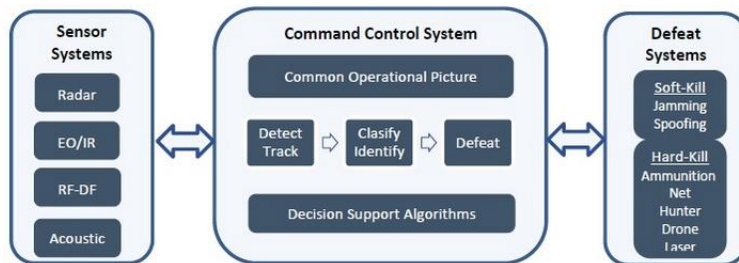 Sensor
Systems
Radar
EO/IR
RF-DF
Acoustic
Command Control System
Common Operational Picture
Detect
Track
Clasify
Identify
Defeat
Decision Support Algorithms
Defeat
Systems
Soft-Kill
Jamming
Spoofing
Hard-Kill
Ammunition
Net
Hunter
Drone
Laser